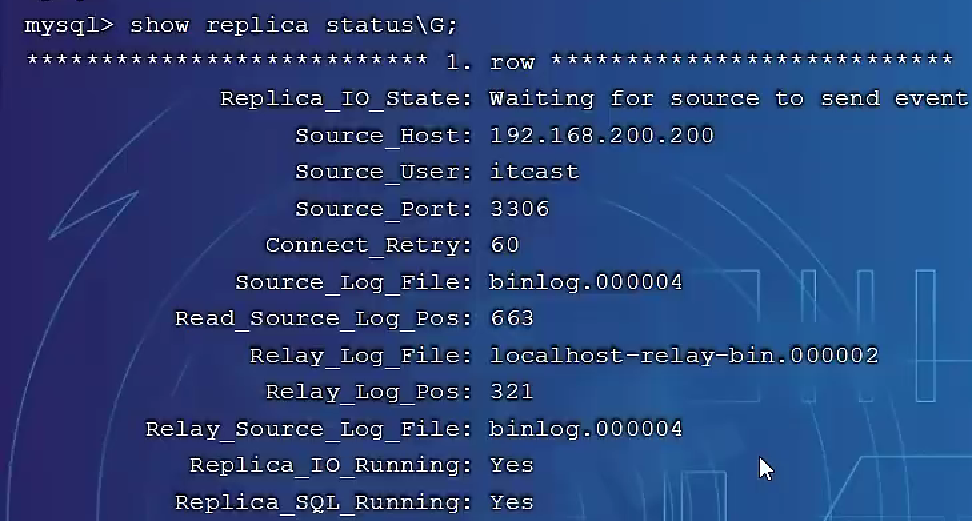 mysql> show replica status\G;
*************************** 1. row ***************************
Replica_IO_State: Waiting for source to send event
Source_Host: 192.168.200.200
Source_User: itcast
Source_Port: 3306
Connect_Retry: 60
Source_Log_File: binlog.000004
Read_Source_Log_Pos: 663
Relay_Log_File: localhost-relay-bin.000002
Relay_Log_Pos: 321
Relay_Source_Log_File: binlog.000004
Replica_IO_Running: Yes
Replica_SQL_Running: Yes